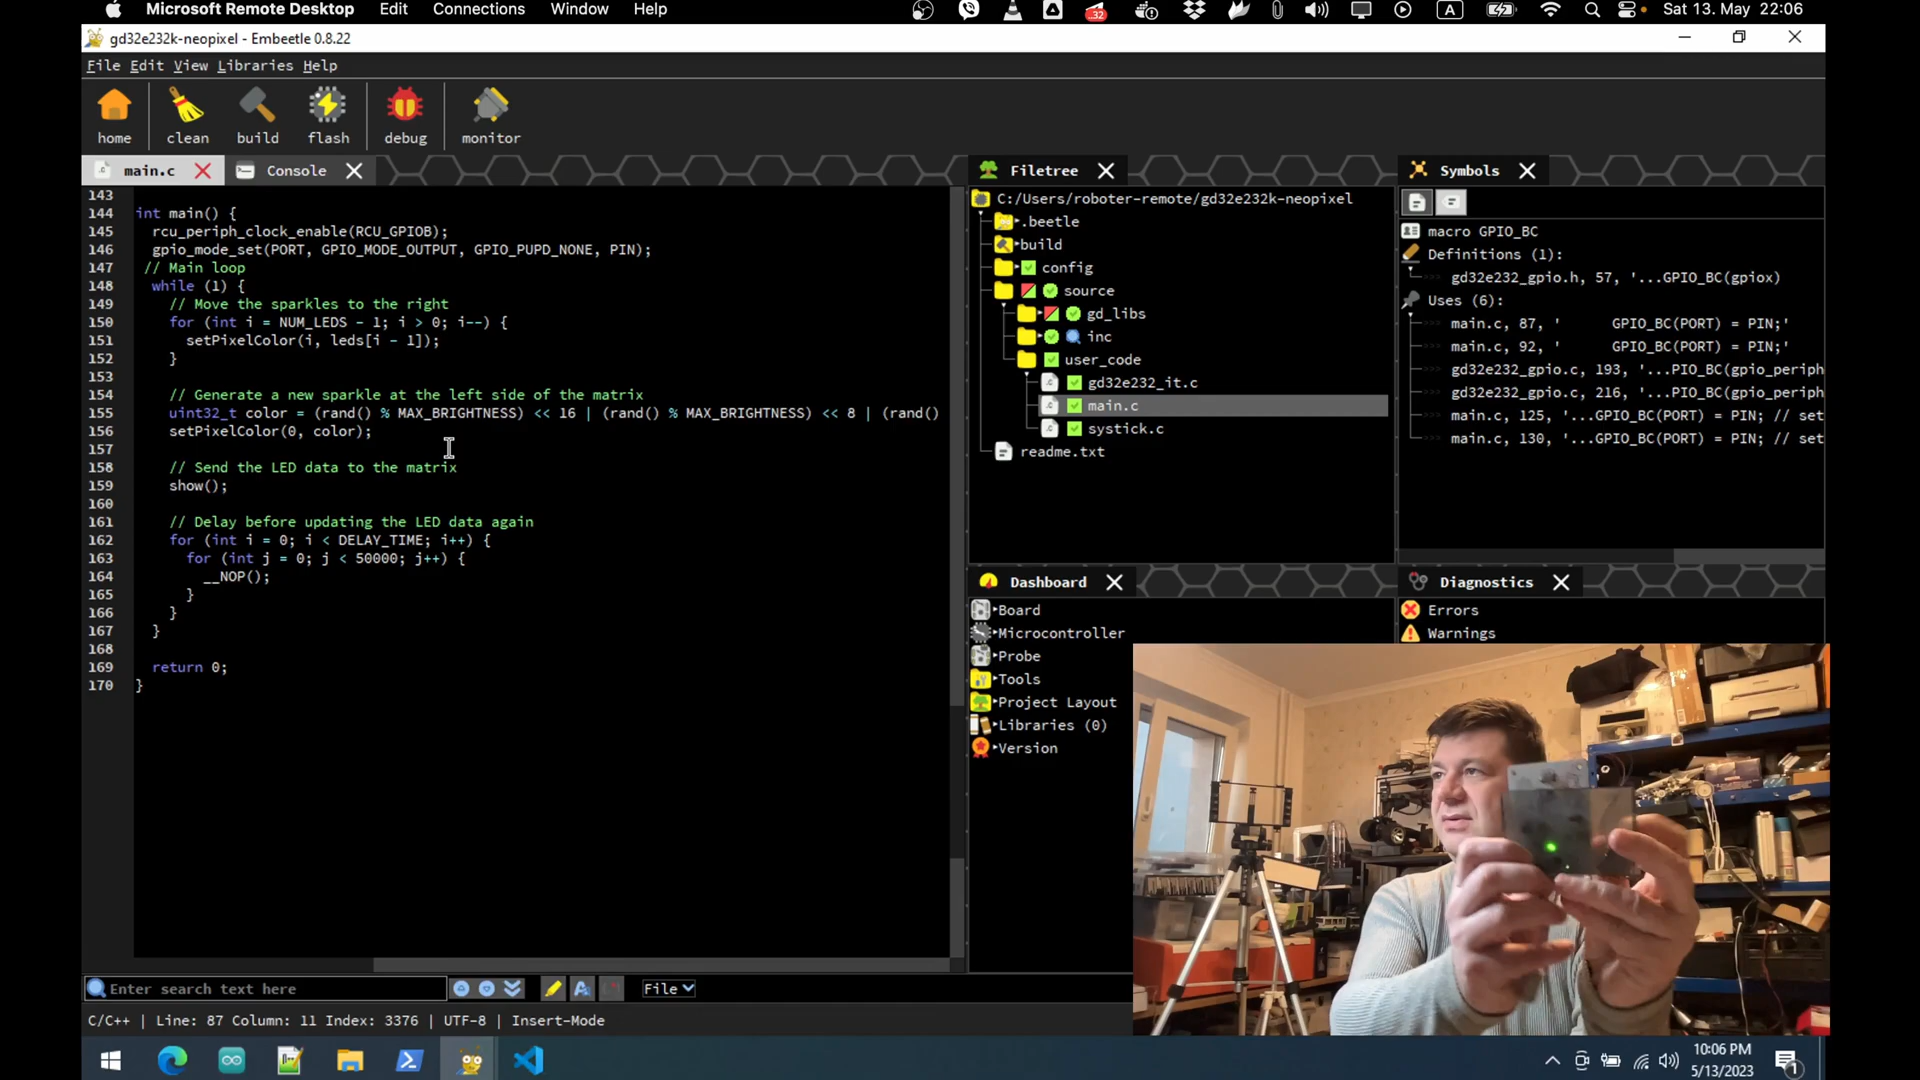 Microsoft Remote Desktop Edit Connections Window Help
32 A Sat 13. May 22:06
gd32e232k-neopixel - Embeetle 0.8.22
File Edit View Libraries Help
home clean build flash debug monitor
main.c
Console
143
144 int main() {
145 rcu_periph_clock_enable(RCU_GPIOB);
146 gpio_mode_set(PORT, GPIO_MODE_OUTPUT, GPIO_PUPD_NONE, PIN);
147 // Main loop
148 while (1) {
149 // Move the sparkles to the right
150 for (int i = NUM_LEDS - 1; i > 0; i--) {
151 setPixelColor(i, leds[i - 1]);
152 }
153
154 // Generate a new sparkle at the left side of the matrix
155 uint32_t color = (rand() % MAX_BRIGHTNESS) << 16 | (rand() % MAX_BRIGHTNESS) << 8 | (rand()
156 setPixelColor(0, color);
157
158 // Send the LED data to the matrix
159 show();
160
161 // Delay before updating the LED data again
162 for (int i = 0; i < DELAY_TIME; i++) {
163 for (int j = 0; j < 50000; j++) {
164 __NOP();
165 }
166 }
167 }
168
169 return 0;
170 }
Enter search text here
File
C/C++ | Line: 87 Column: 11 Index: 3376 | UTF-8 | Insert-Mode
Filetree
C:/Users/roboter-remote/gd32e232k-neopixel
.beetle
build
config
source
gd_libs
inc
user_code
gd32e232_it.c
main.c
systick.c
readme.txt
Symbols
macro GPIO_BC
Definitions (1):
gd32e232_gpio.h, 57, '...GPIO_BC(gpiox)
Uses (6):
main.c, 87, ' GPIO_BC(PORT) = PIN;'
main.c, 92, ' GPIO_BC(PORT) = PIN;'
gd32e232_gpio.c, 193, '...PIO_BC(gpio_periph
gd32e232_gpio.c, 216, '...PIO_BC(gpio_periph
main.c, 125, '...GPIO_BC(PORT) = PIN; // set
main.c, 130, '...GPIO_BC(PORT) = PIN; // set
Dashboard
Board
Microcontroller
Probe
Tools
Project Layout
Libraries (0)
Version
Diagnostics
Errors
Warnings
10:06 PM
5/13/2023
1